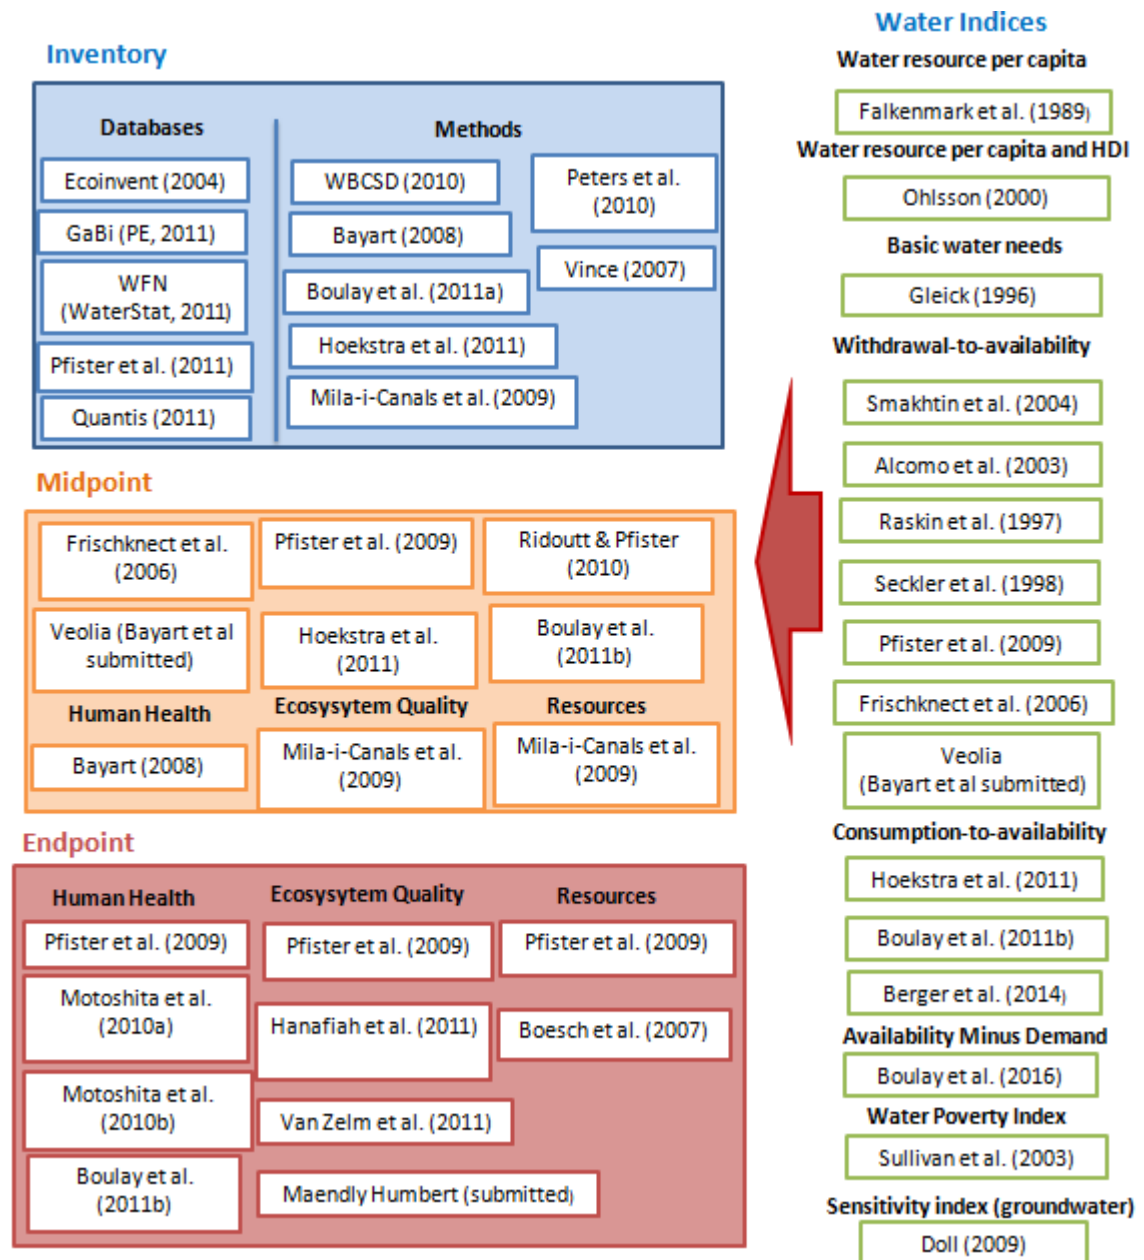 Inventory
Databases
Ecoinvent (2004)
GaBi (PE, 2011)
WFN
(WaterStat, 2011)
Pfister et al. (2011)
Quantis (2011)
Methods
WBCSD (2010)
Bayart (2008)
Boulay et al. (2011a)
Hoekstra et al. (2011)
Mila-i-Canals et al. (2009)
Peters et al.
(2010)
Vince (2007)
Midpoint
Frischknect et al.
(2006)
Pfister et al. (2009)
Ridoutt & Pfister
(2010)
Veolia (Bayart et al
submitted)
Hoekstra et al.
(2011)
Boulay et al.
(2011b)
Human Health
Bayart (2008)
Ecosysytem Quality
Mila-i-Canals et al.
(2009)
Resources
Mila-i-Canals et al.
(2009)
Endpoint
Human Health
Pfister et al. (2009)
Motoshita et al.
(2010a)
Motoshita et al.
(2010b)
Boulay et al.
(2011b)
Ecosysytem Quality
Pfister et al. (2009)
Hanafiah et al. (2011)
Van Zelm et al. (2011)
Maendly Humbert (submitted)
Resources
Pfister et al. (2009)
Boesch et al. (2007)
Water Indices
Water resource per capita
Falkenmark et al. (1989)
Water resource per capita and HDI
Ohlsson (2000)
Basic water needs
Gleick (1996)
Withdrawal-to-availability
Smakhtin et al. (2004)
Alcomo et al. (2003)
Raskin et al. (1997)
Seckler et al. (1998)
Pfister et al. (2009)
Frischknect et al. (2006)
Veolia
(Bayart et al submitted)
Consumption-to-availability
Hoekstra et al. (2011)
Boulay et al. (2011b)
Berger et al. (2014)
Availability Minus Demand
Boulay et al. (2016)
Water Poverty Index
Sullivan et al. (2003)
Sensitivity index (groundwater)
Doll (2009)